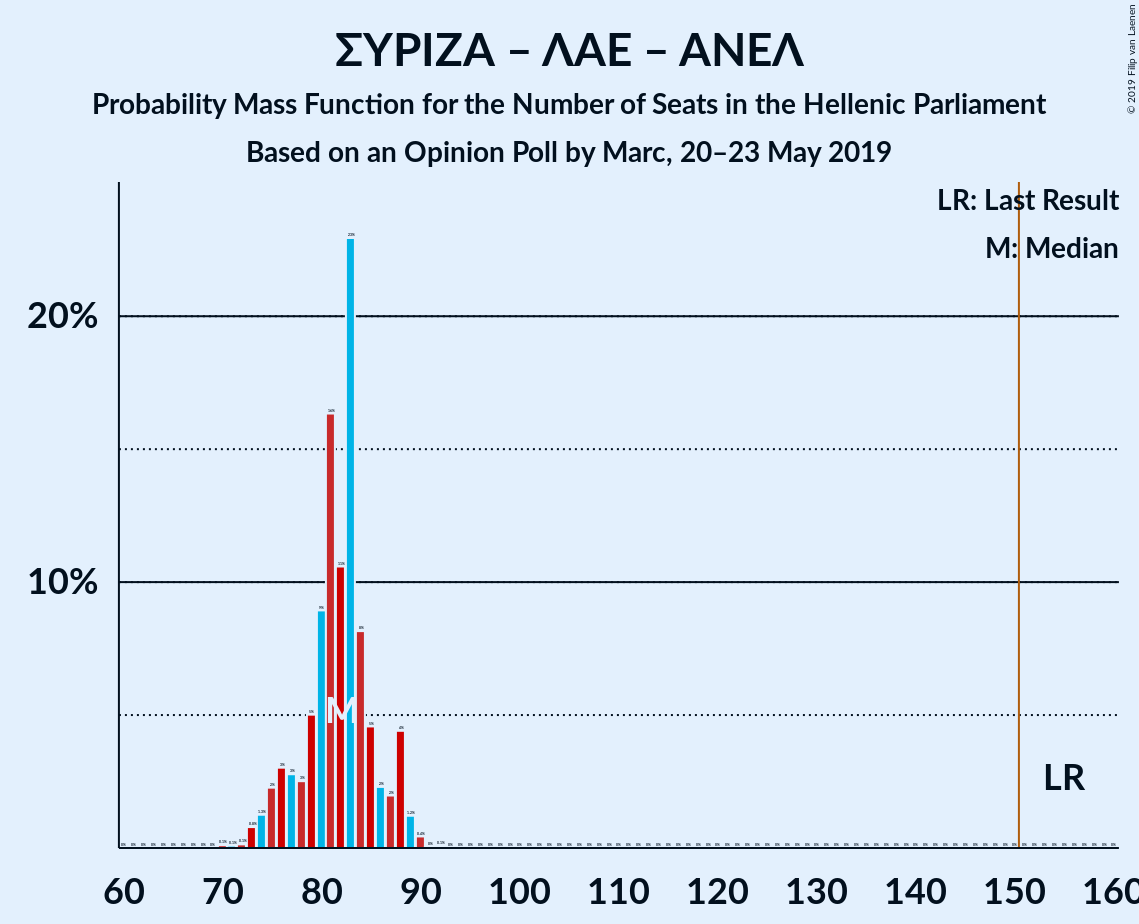 ΣΥΡΙΖΑ – ΛΑΕ – ΑΝΕΛ
Probability Mass Function for the Number of Seats in the Hellenic Parliament
Based on an Opinion Poll by Marc, 20–23 May 2019
© 2019 Filip van Laenen
LR: Last Result
M: Median
20%
10%
M
LR
60 70 80 90 100 110 120 130 140 150 160